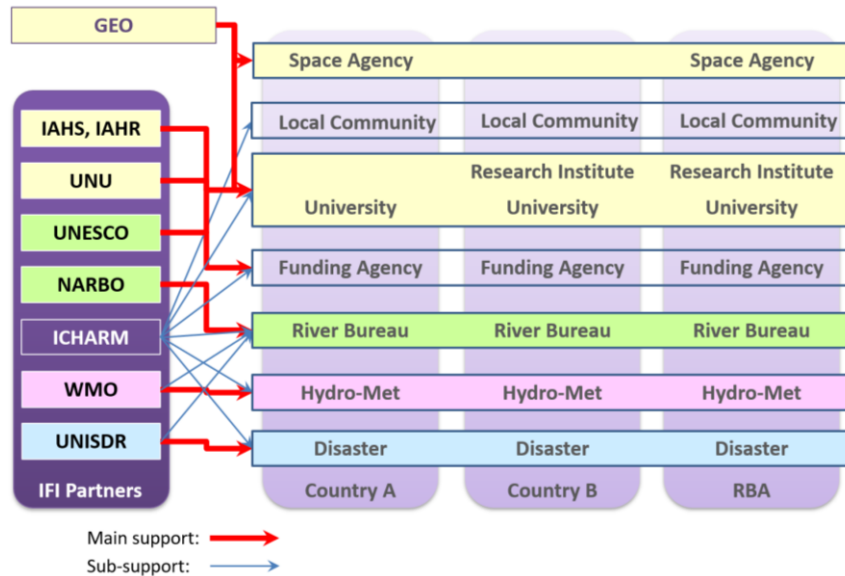 GEO
Space Agency Space Agency
IAHS, IAHR
Local Community Local Community Local Community
UNU
Research Institute Research Institute
University University University
UNESCO
Funding Agency Funding Agency Funding Agency
NARBO
ICHARM
River Bureau River Bureau River Bureau
WMO
Hydro-Met Hydro-Met Hydro-Met
UNISDR
Disaster Disaster Disaster
IFI Partners Country A Country B RBA
Main support:
Sub-support: